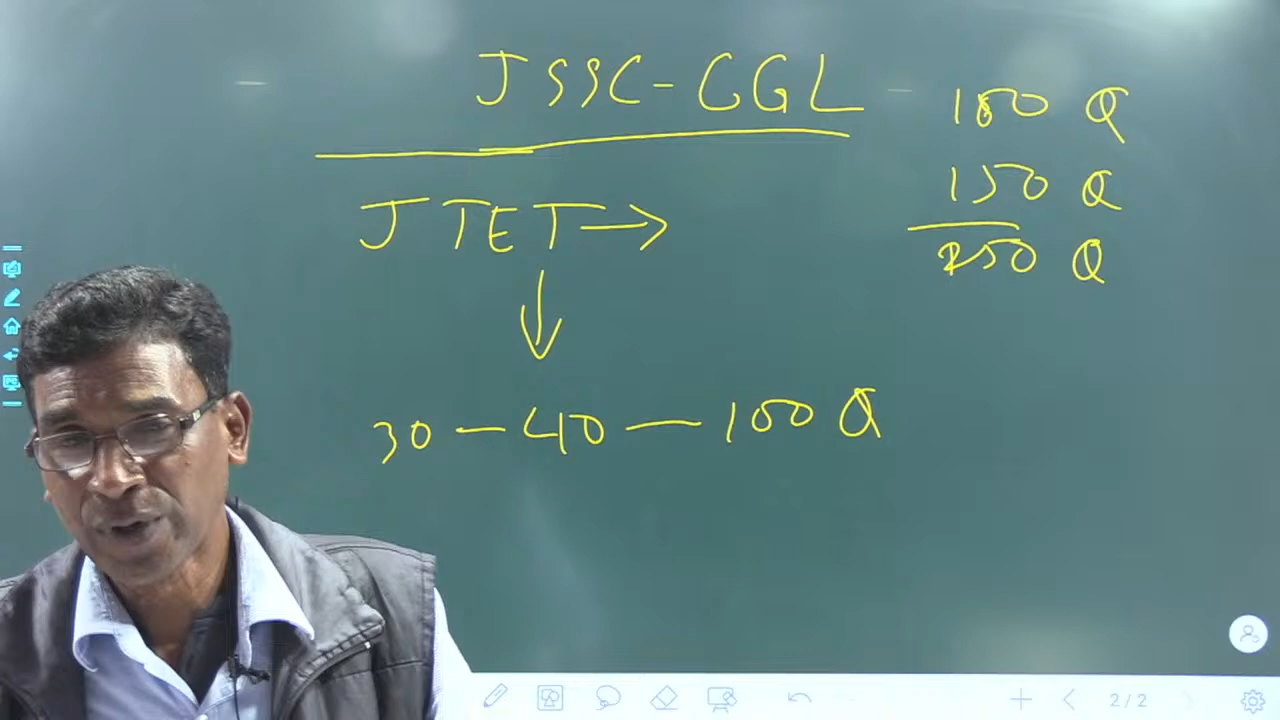 JSSC-CGL
100 Q
150 Q
250 Q
JTET→
↓
30 — 40 — 100 Q
2/2